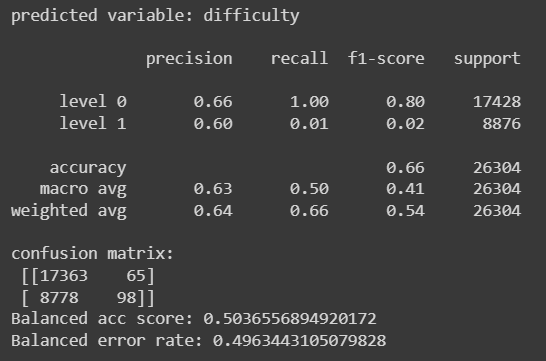 predicted variable: difficulty
precision recall f1-score support
level 0 0.66 1.00 0.80 17428
level 1 0.60 0.01 0.02 8876
accuracy 0.66 26304
macro avg 0.63 0.50 0.41 26304
weighted avg 0.64 0.66 0.54 26304
confusion matrix:
[[17363 65]
[ 8778 98]]
Balanced acc score: 0.5036556894920172
Balanced error rate: 0.4963443105079828